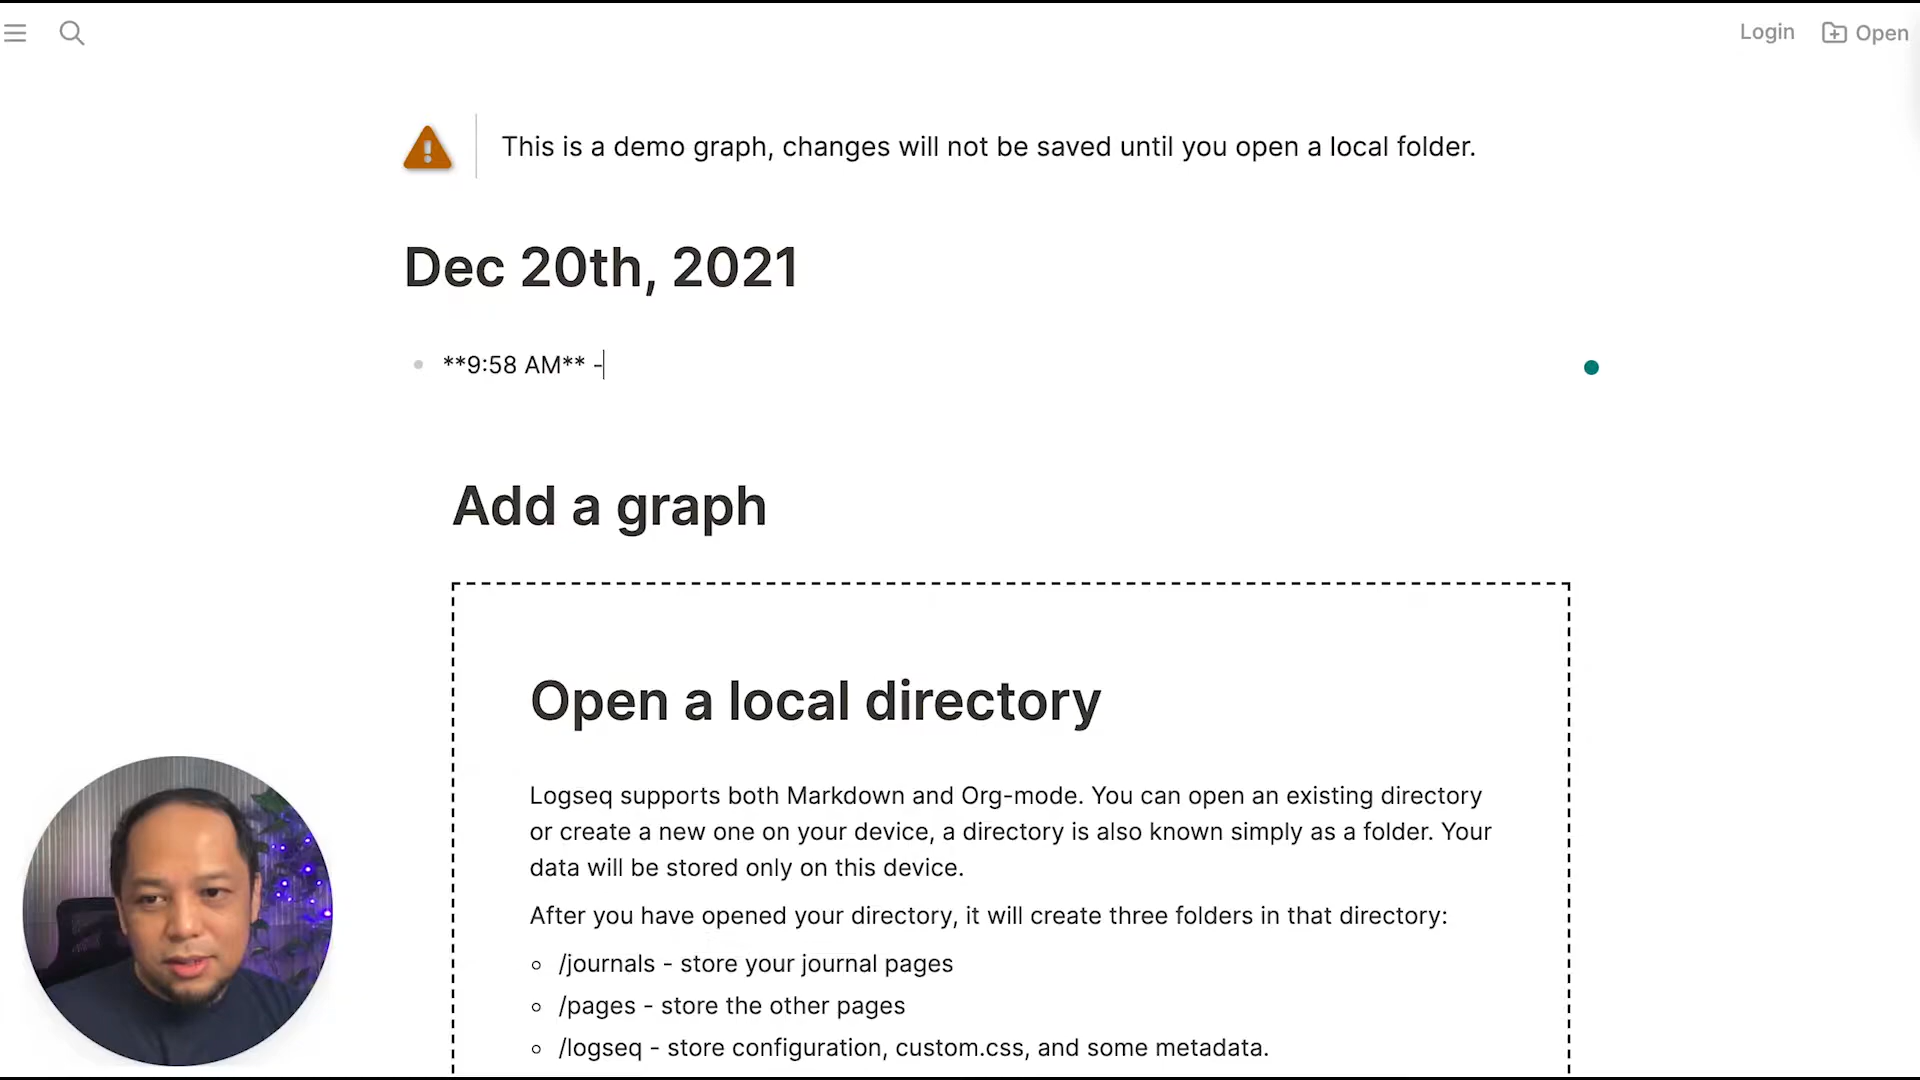 Login
Open
This is a demo graph, changes will not be saved until you open a local folder.
Dec 20th, 2021
**9:58 AM** -
Add a graph
Open a local directory
Logseq supports both Markdown and Org-mode. You can open an existing directory
or create a new one on your device, a directory is also known simply as a folder. Your
data will be stored only on this device.
After you have opened your directory, it will create three folders in that directory:
/journals - store your journal pages
/pages - store the other pages
/logseq - store configuration, custom.css, and some metadata.